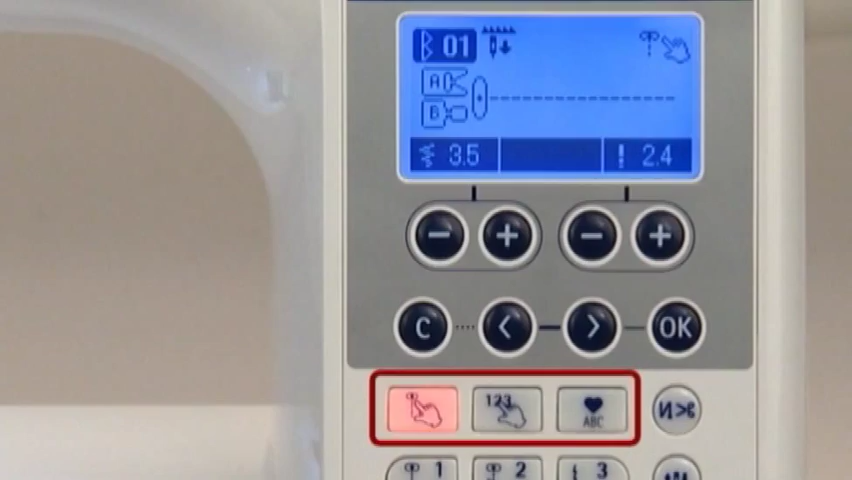 01
A
B
3.5 2.4
− + − +
C < > OK
123 ABC
1 2 3